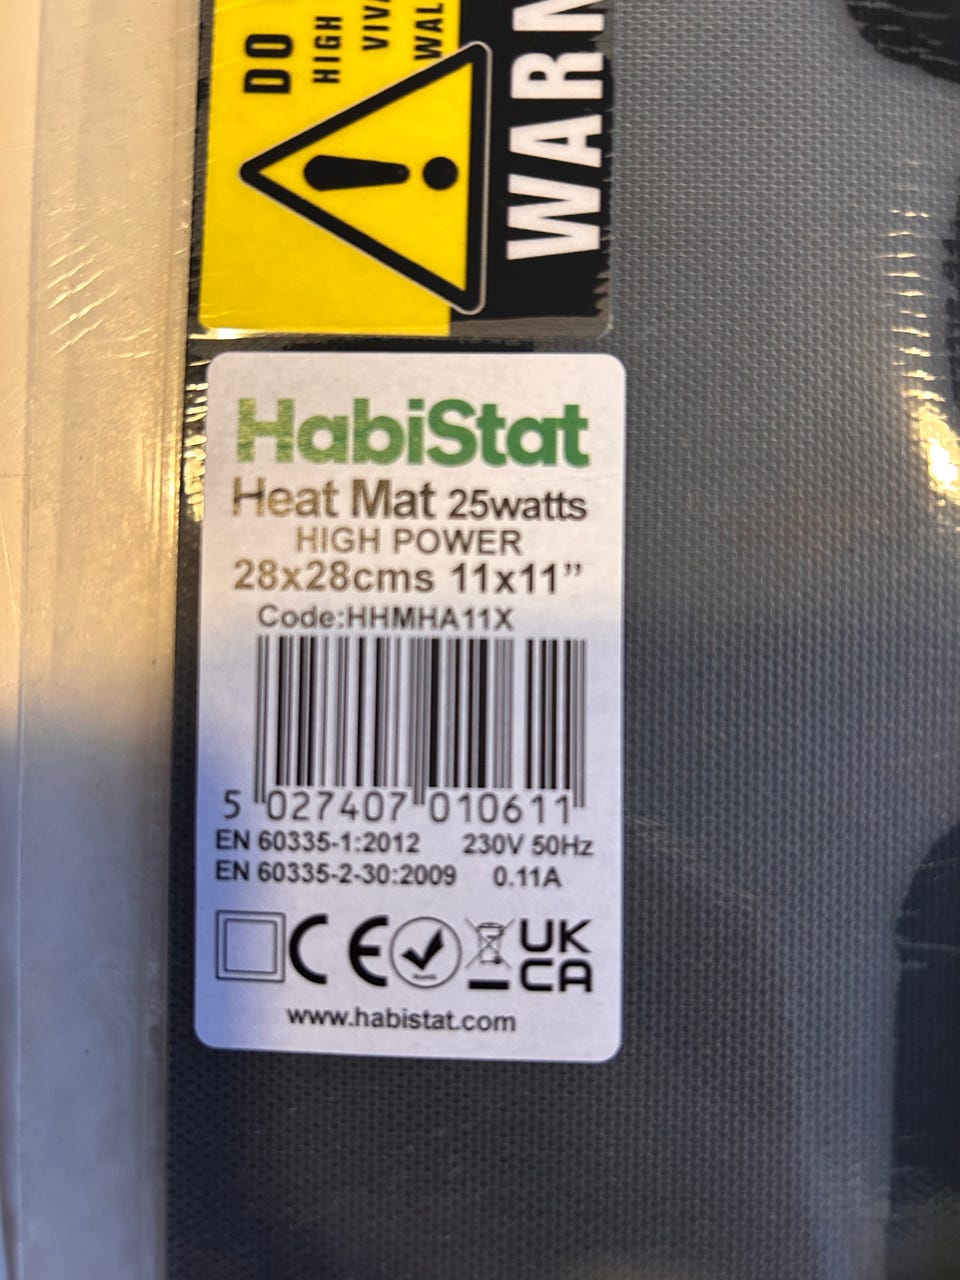 DO
HIGH
VIVA
WAL
WARN
HabiStat
Heat Mat 25watts
HIGH POWER
28x28cms 11x11”
Code:HHMHA11X
5 027407 010611
EN 60335-1:2012 230V 50Hz
EN 60335-2-30:2009 0.11A
CE UK
CA
www.habistat.com